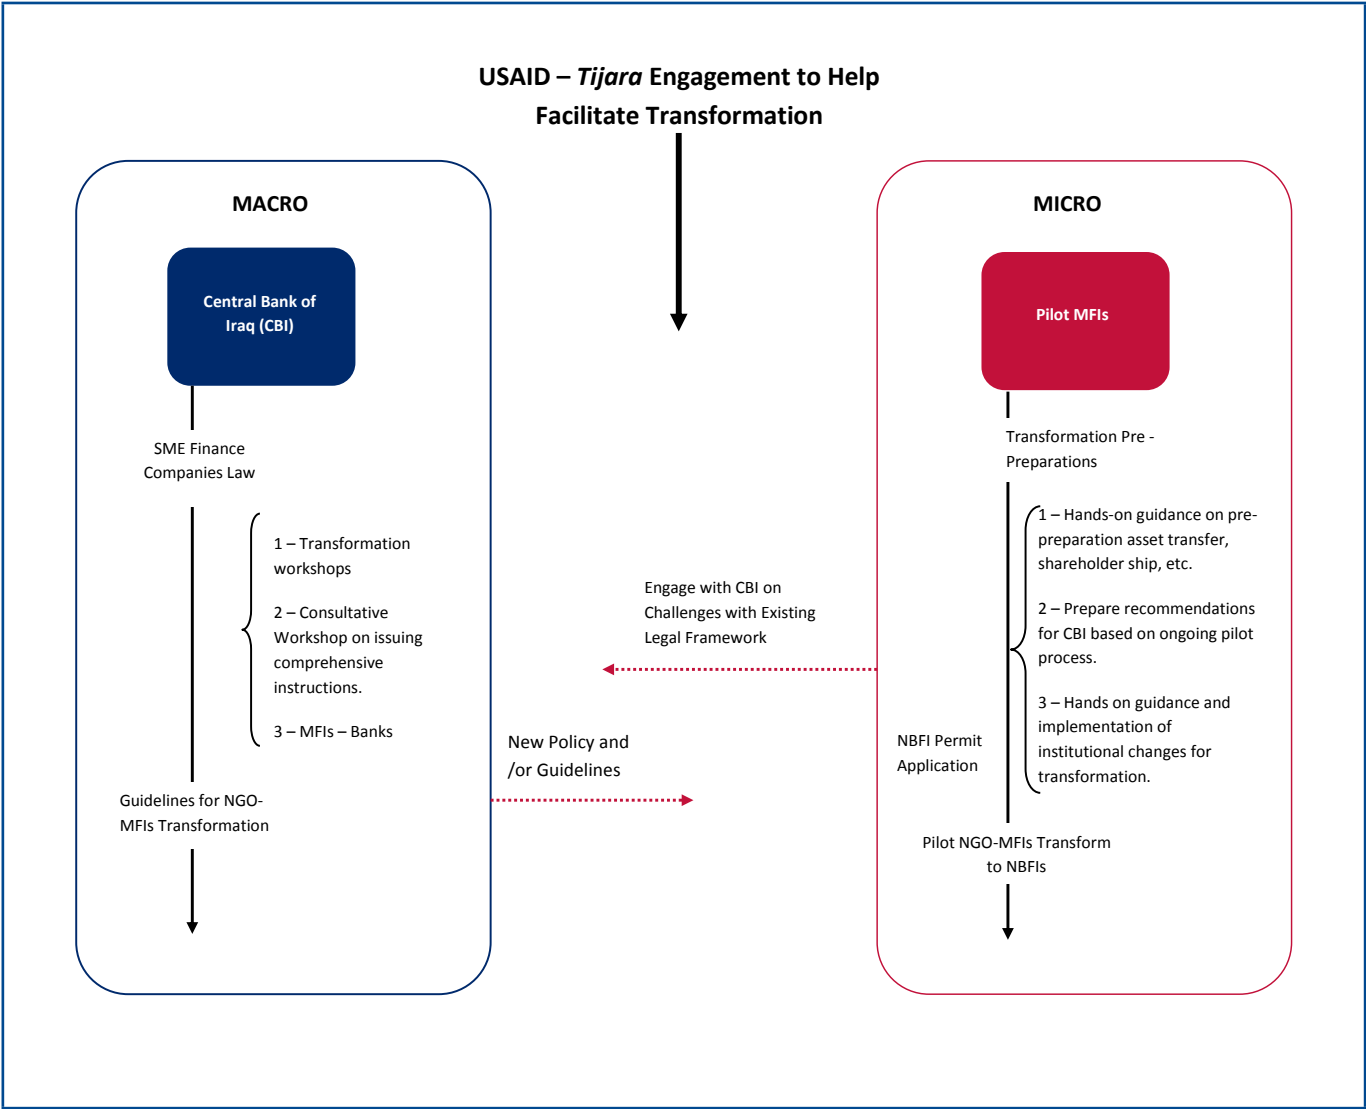 USAID – Tijara Engagement to Help
Facilitate Transformation
MACRO
Central Bank of
Iraq (CBI)
SME Finance
Companies Law
1 – Transformation
workshops
2 – Consultative
Workshop on issuing
comprehensive
instructions.
3 – MFIs – Banks
Guidelines for NGO-
MFIs Transformation
Engage with CBI on
Challenges with Existing
Legal Framework
New Policy and
/or Guidelines
MICRO
Pilot MFIs
Transformation Pre -
Preparations
1 – Hands-on guidance on pre-
preparation asset transfer,
shareholder ship, etc.
2 – Prepare recommendations
for CBI based on ongoing pilot
process.
3 – Hands on guidance and
implementation of
institutional changes for
transformation.
NBFI Permit
Application
Pilot NGO-MFIs Transform
to NBFIs